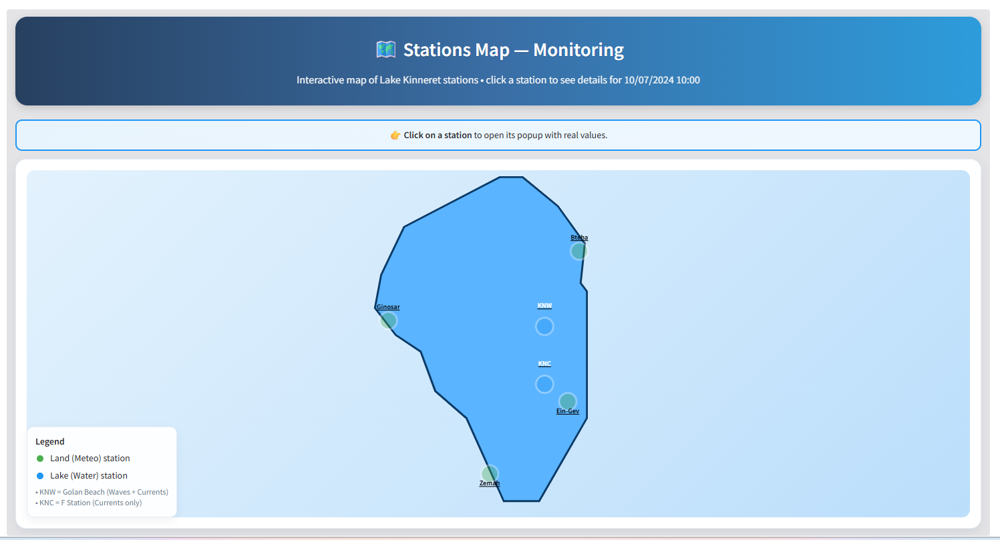 Stations Map — Monitoring
Interactive map of Lake Kinneret stations • click a station to see details for 10/07/2024 10:00
Click on a station to open its popup with real values.
Bteha
Ginosar
KNW
KNC
Ein-Gev
Zemah
Legend
Land (Meteo) station
Lake (Water) station
• KNW = Golan Beach (Waves + Currents)
• KNC = F Station (Currents only)